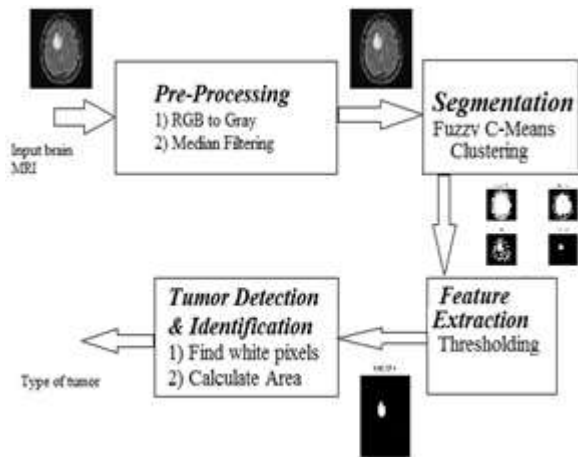 Pre-Processing
1) RGB to Gray
2) Median Filtering
Input brain
MRI
Segmentation
Fuzzy C-Means
Clustering
Feature
Extraction
Thresholding
Tumor Detection
& Identification
1) Find white pixels
2) Calculate Area
Type of tumor